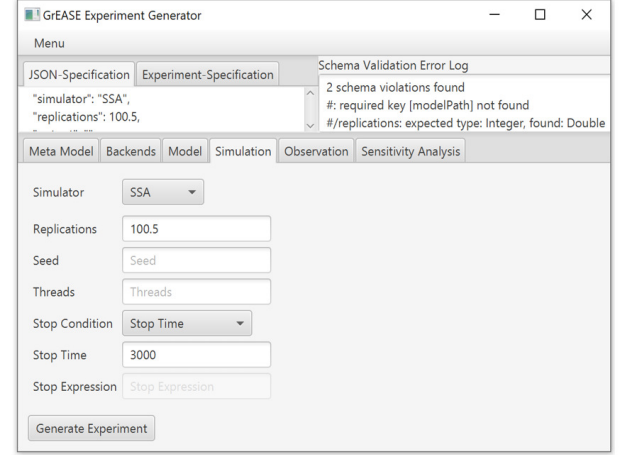 GrEASE Experiment Generator
Menu
JSON-Specification Experiment-Specification
"simulator": "SSA",
"replications": 100.5,
Schema Validation Error Log
2 schema violations found
#: required key [modelPath] not found
#/replications: expected type: Integer, found: Double
Meta Model Backends Model Simulation Observation Sensitivity Analysis
Simulator SSA
Replications 100.5
Seed Seed
Threads Threads
Stop Condition Stop Time
Stop Time 3000
Stop Expression Stop Expression
Generate Experiment